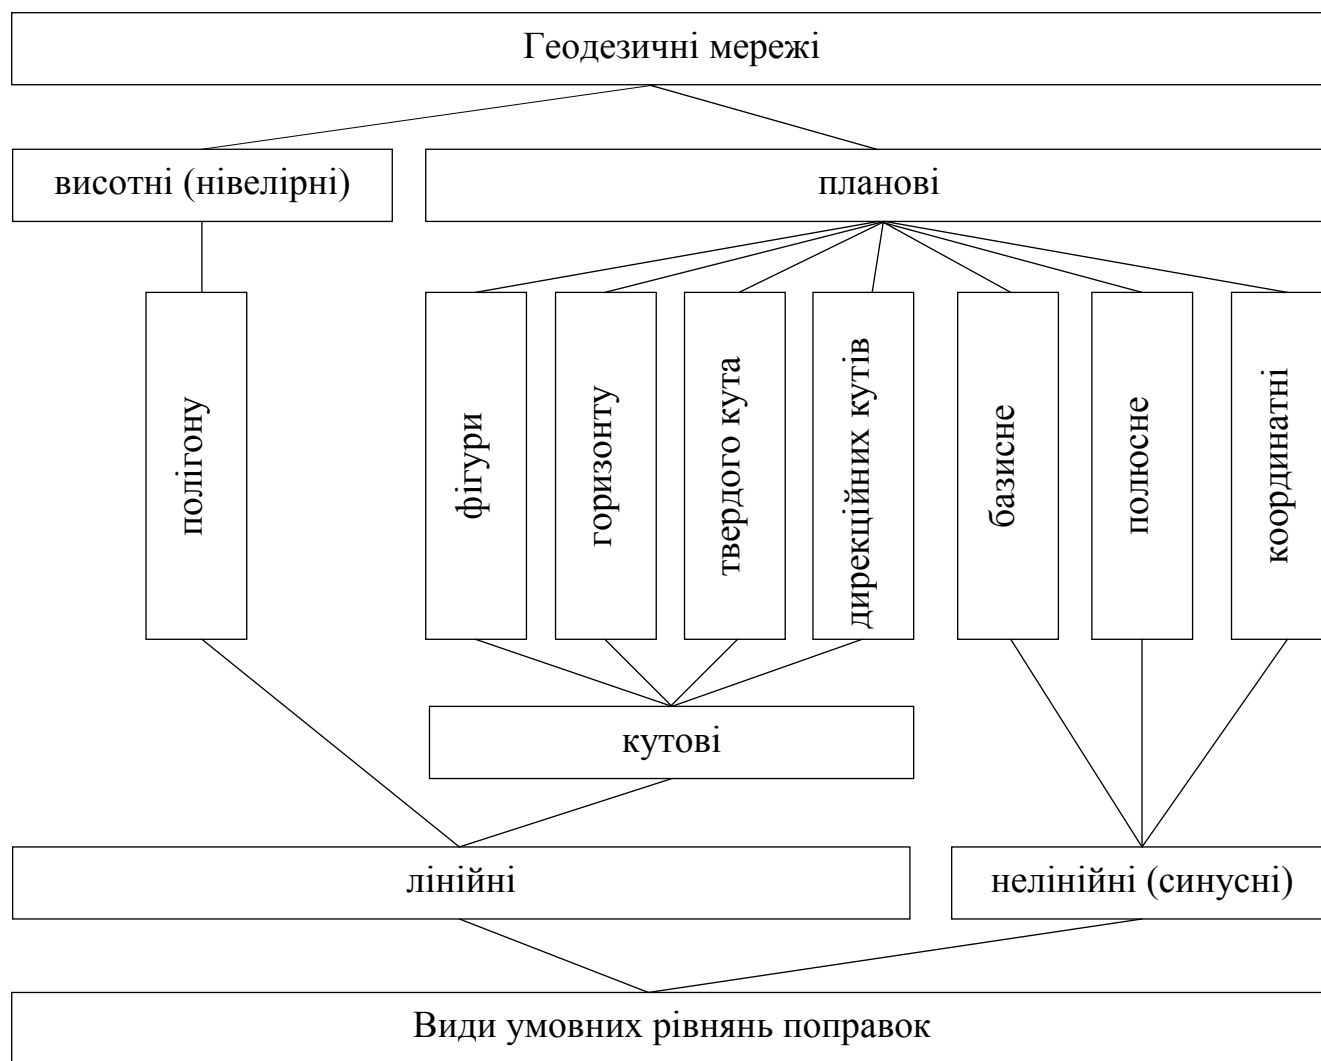 Геодезичні мережі
висотні (нівелірні)
планові
полігону
фігури
горизонту
твердого кута
дирекційних кутів
базисне
полюсне
координатні
кутові
лінійні
нелінійні (синусні)
Види умовних рівнянь поправок